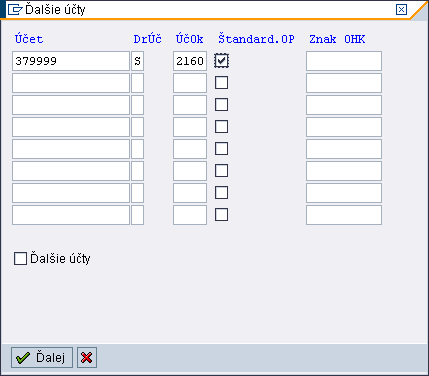 Ďalšie účty
Účet DrÚč ÚčOk Štandard.OP Znak OHK
379999 S 2160
Ďalšie účty
Ďalej